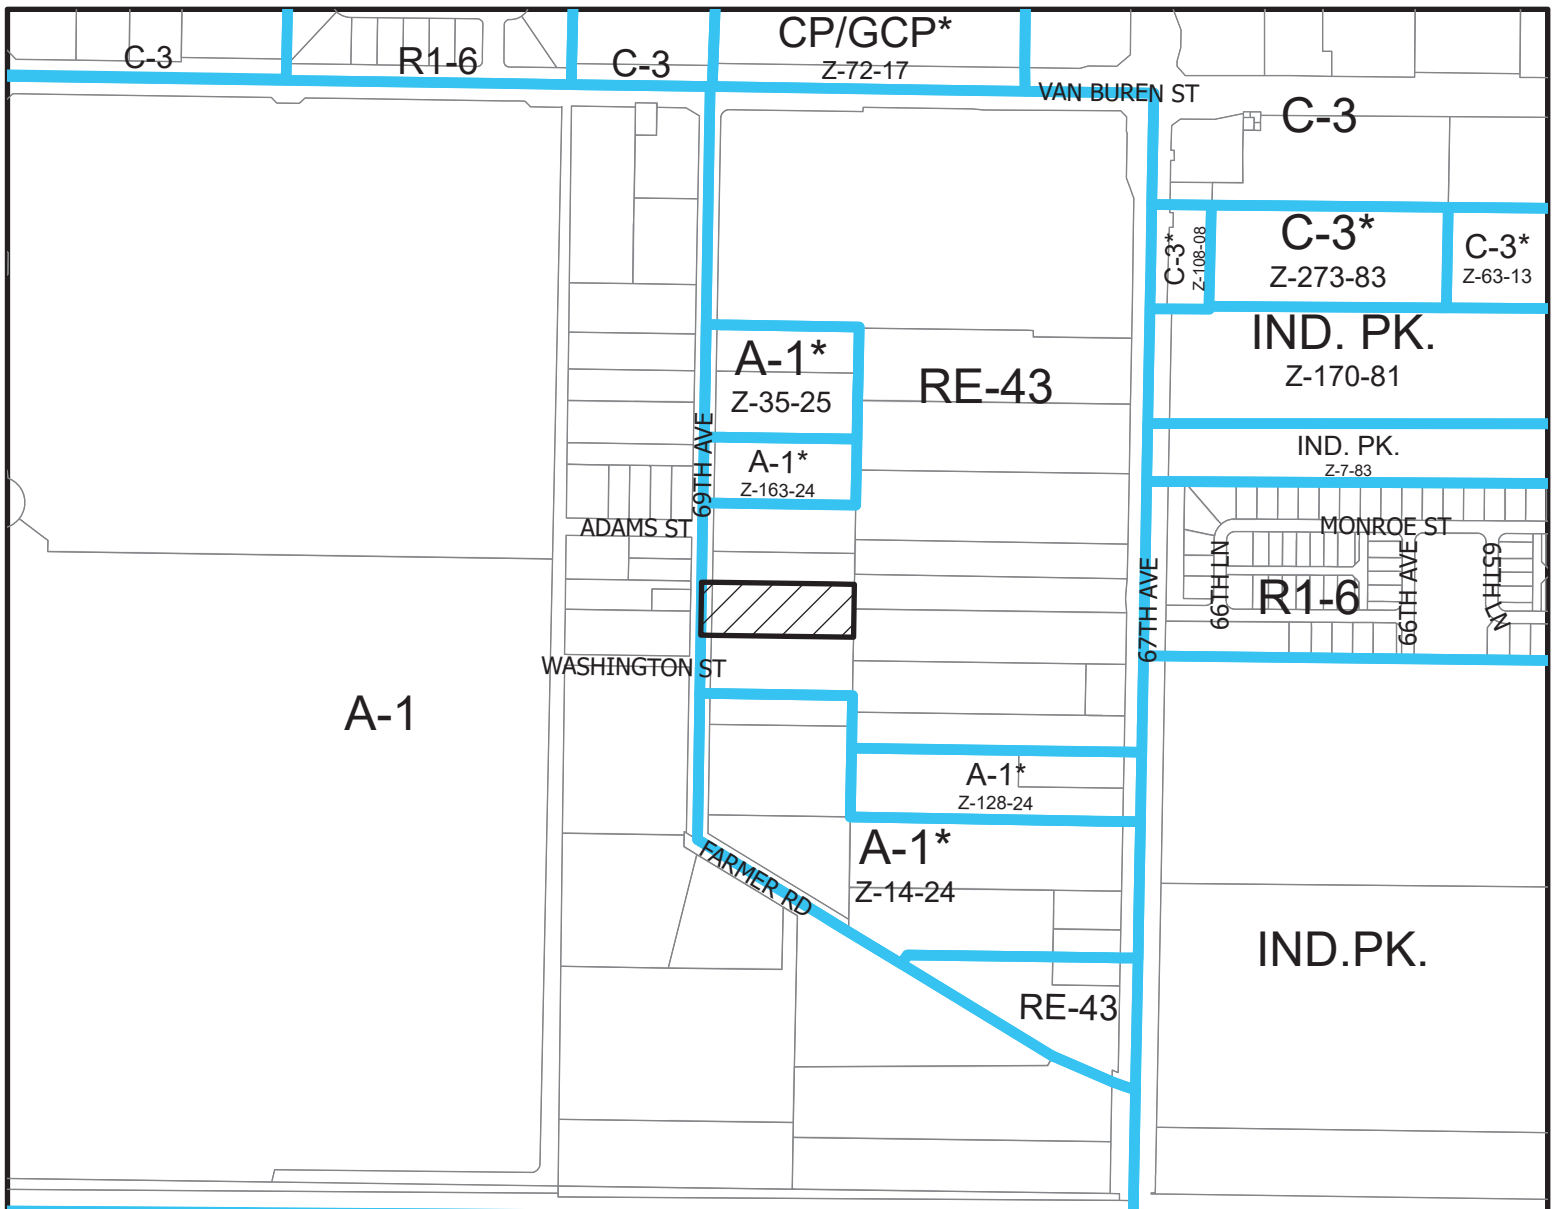 C-3
R1-6
C-3
CP/GCP*
Z-72-17
VAN BUREN ST
C-3
C-3*
Z-108-08
C-3*
Z-273-83
C-3*
Z-63-13
IND. PK.
Z-170-81
A-1*
Z-35-25
RE-43
69TH AVE
A-1*
Z-163-24
IND. PK.
Z-7-83
ADAMS ST
MONROE ST
66TH LN
R1-6
66TH AVE
65TH LN
67TH AVE
WASHINGTON ST
A-1
A-1*
Z-128-24
A-1*
Z-14-24
FARMER RD
IND.PK.
RE-43